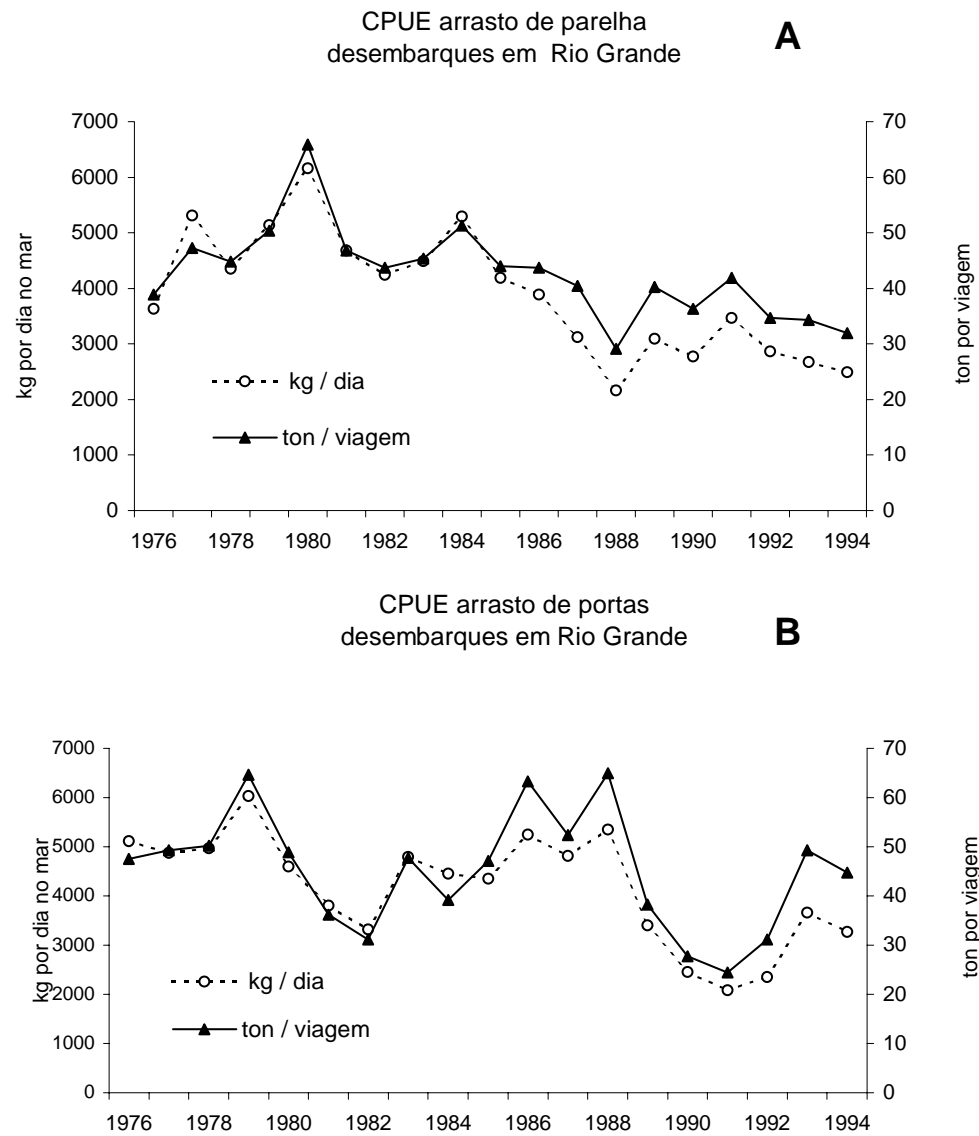 CPUE arrasto de parelha
desembarques em Rio Grande
A
7000
6000
5000
4000
3000
2000
1000
0
70
60
50
40
30
20
10
0
kg por dia no mar
ton por viagem
kg / dia
ton / viagem
1976 1978 1980 1982 1984 1986 1988 1990 1992 1994
CPUE arrasto de portas
desembarques em Rio Grande
B
7000
6000
5000
4000
3000
2000
1000
0
70
60
50
40
30
20
10
0
kg por dia no mar
ton por viagem
kg / dia
ton / viagem
1976 1978 1980 1982 1984 1986 1988 1990 1992 1994